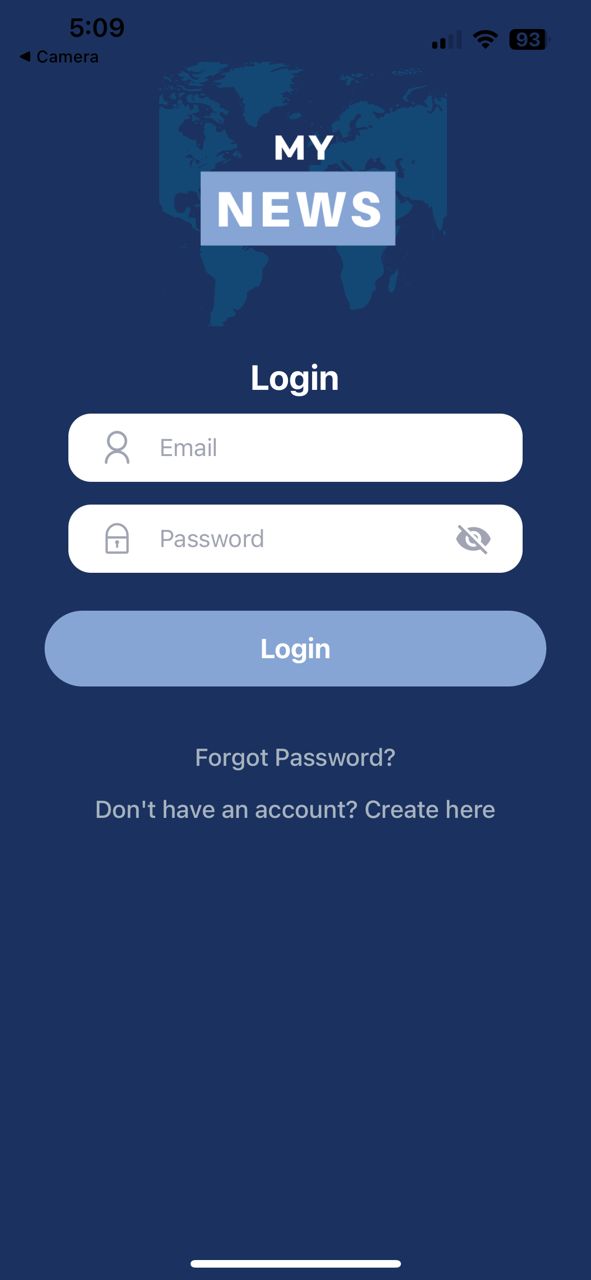 5:09
93
◀ Camera
MY
NEWS
Login
Email
Password
Login
Forgot Password?
Don't have an account? Create here